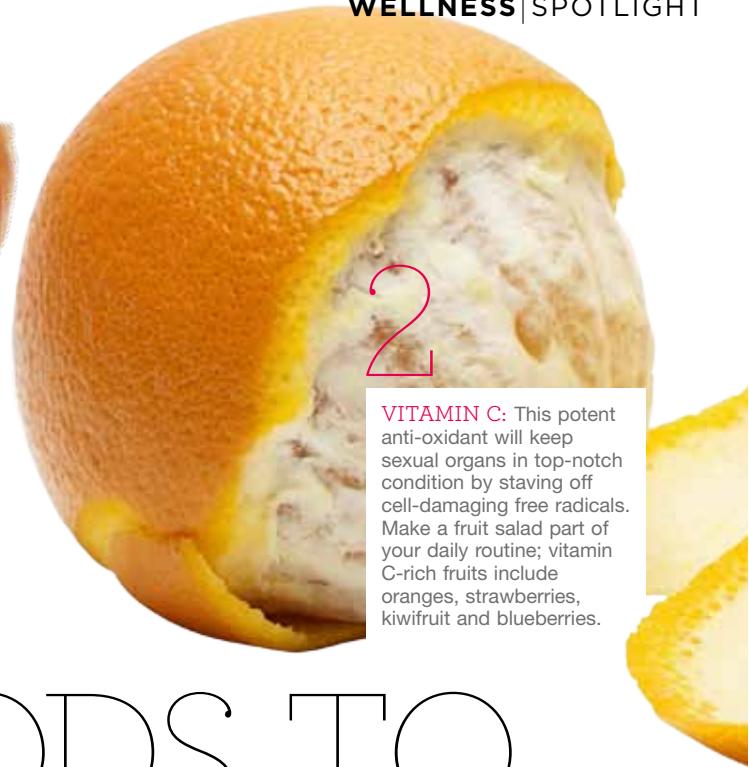 WELLNESS|SPOTLIGHT
2
VITAMIN C: This potent
anti-oxidant will keep
sexual organs in top-notch
condition by staving off
cell-damaging free radicals.
Make a fruit salad part of
your daily routine; vitamin
C-rich fruits include
oranges, strawberries,
kiwifruit and blueberries.
ODS TO